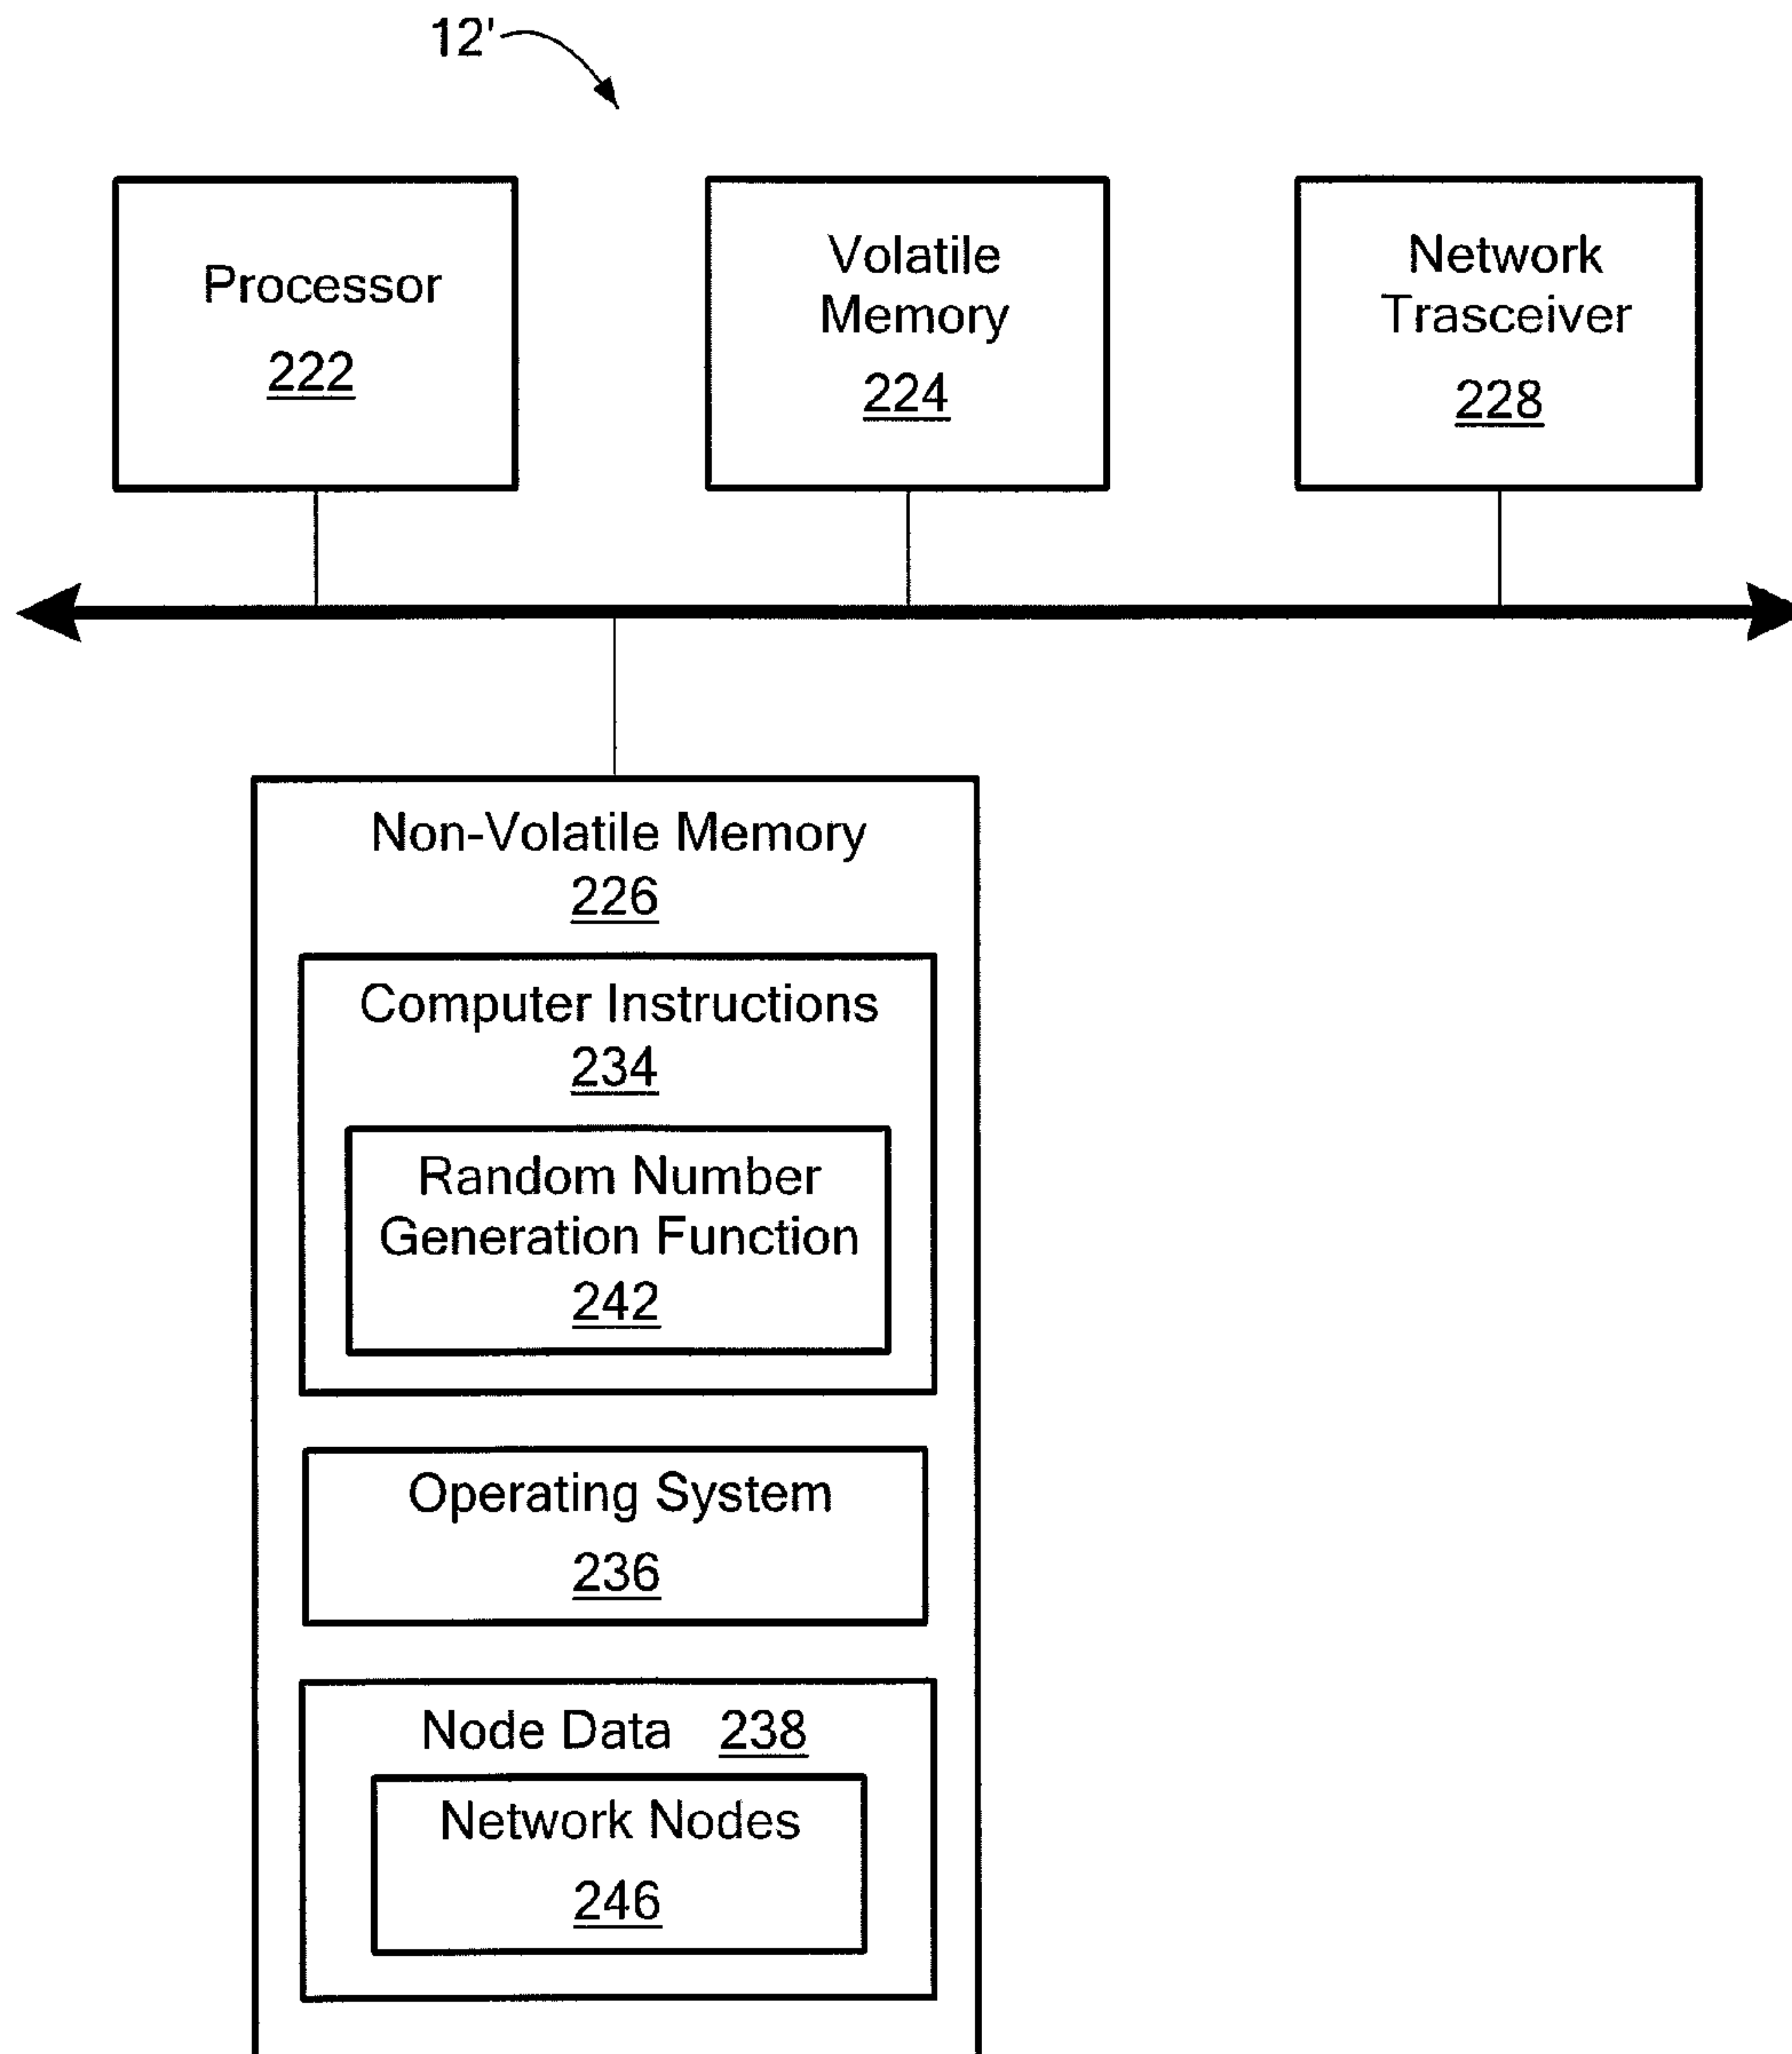 12'
Processor
222
Volatile
Memory
224
Network
Trasceiver
228
Non-Volatile Memory
226
Computer Instructions
234
Random Number
Generation Function
242
Operating System
236
Node Data 238
Network Nodes
246